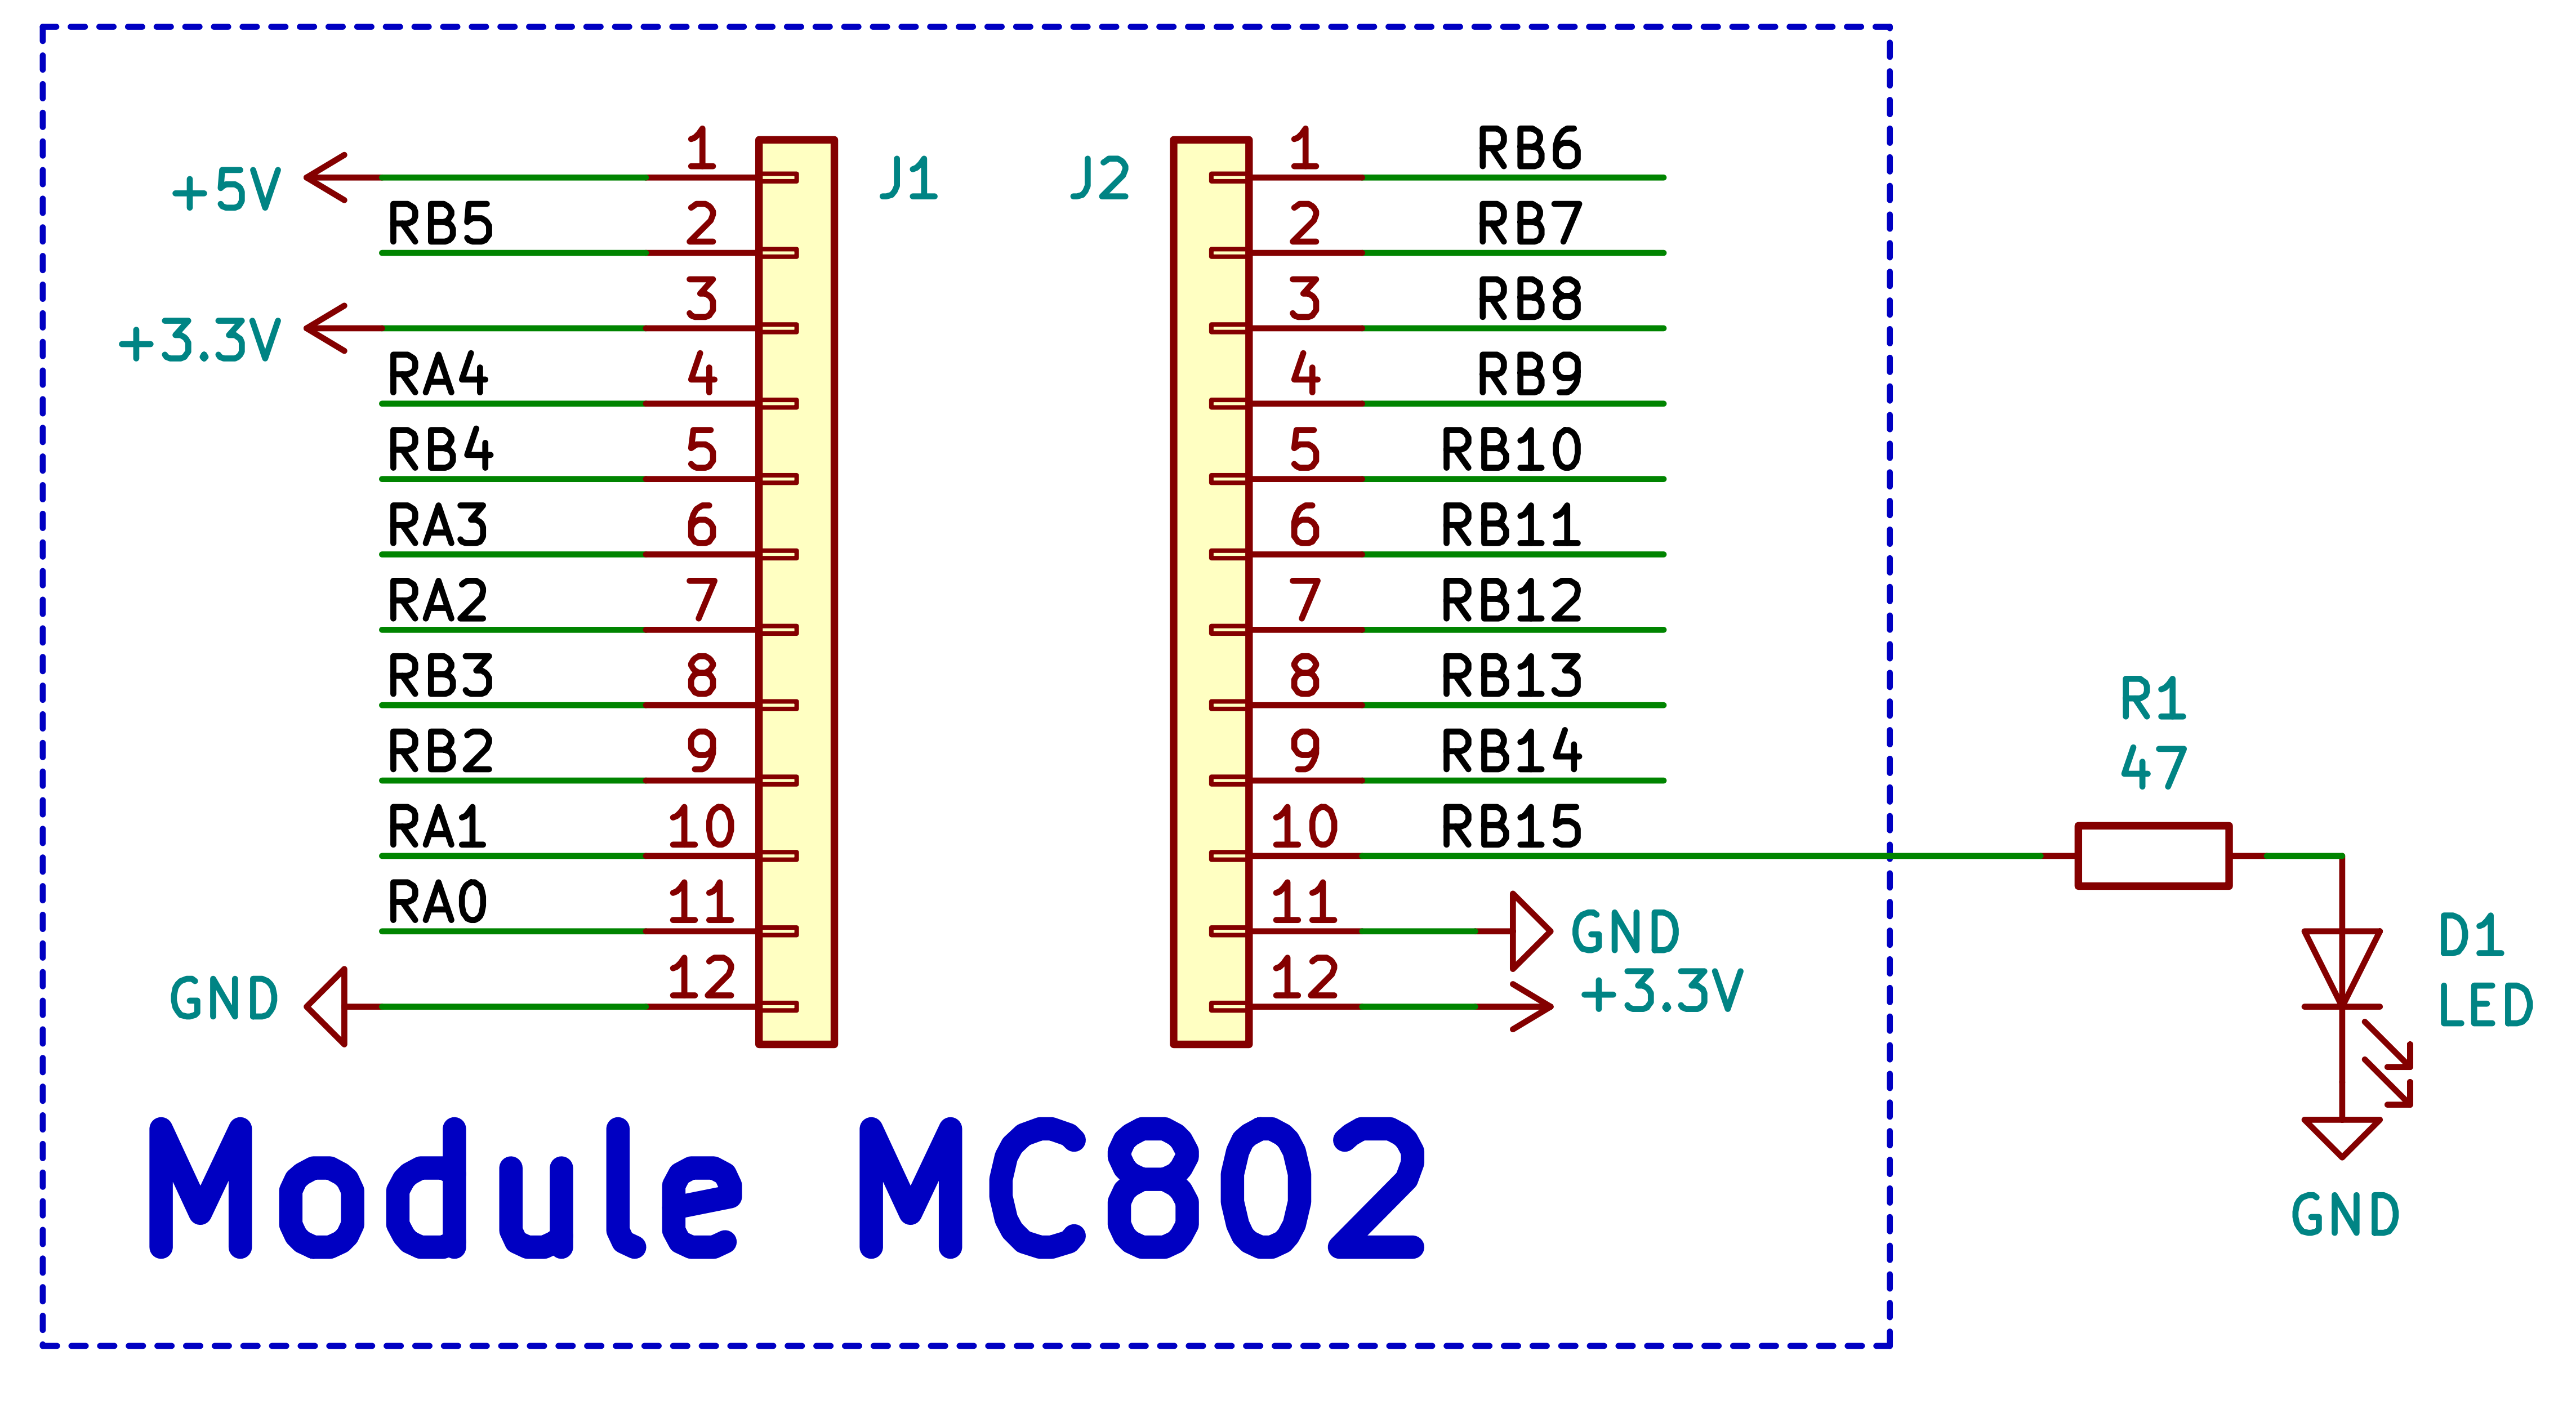 +5V 1 J1 J2 1 RB6
RB5 2 2 RB7
+3.3V 3 3 RB8
RA4 4 4 RB9
RB4 5 5 RB10
RA3 6 6 RB11
RA2 7 7 RB12
RB3 8 8 RB13
RB2 9 9 RB14
RA1 10 10 RB15
RA0 11 11 GND
GND 12 12 +3.3V
R1
47
D1
LED
GND
Module MC802